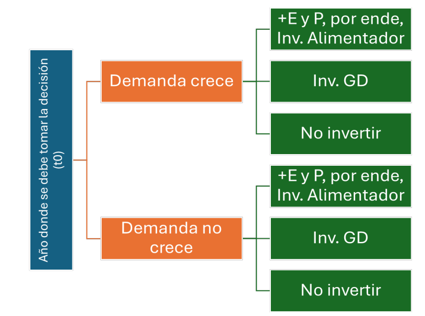 Año donde se debe tomar la decisión
(t0)
Demanda crece
+E y P, por ende,
Inv. Alimentador
Inv. GD
No invertir
Demanda no
crece
+E y P, por ende,
Inv. Alimentador
Inv. GD
No invertir